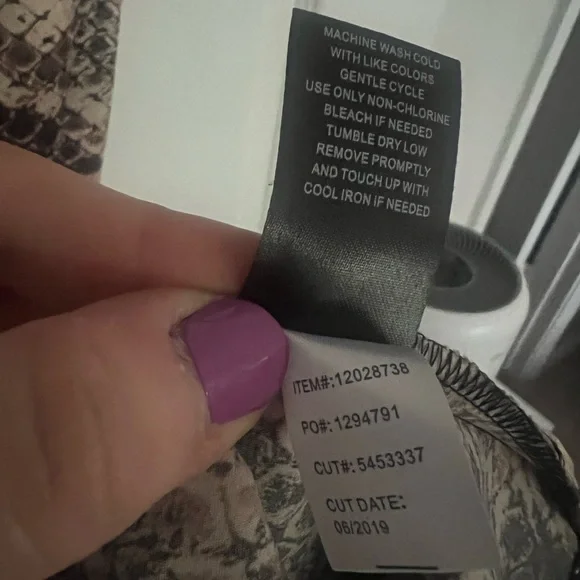 MACHINE WASH COLD
WITH LIKE COLORS
GENTLE CYCLE
USE ONLY NON-CHLORINE
BLEACH IF NEEDED
TUMBLE DRY LOW
REMOVE PROMPTLY
AND TOUCH UP WITH
COOL IRON IF NEEDED
ITEM#:12028738
PO#:1294791
CUT#:5453337
CUT DATE:
06/2019